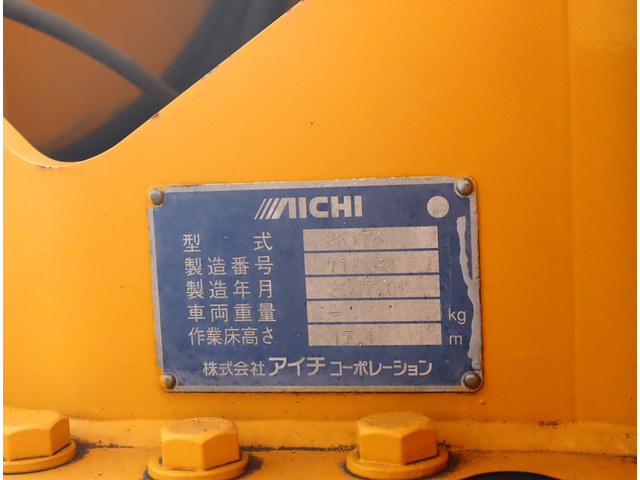 AICHI
型式 SK17A
製造番号
製造年月
車両重量 - kg
作業床高さ 17.1 m
株式会社アイチコーポレーション